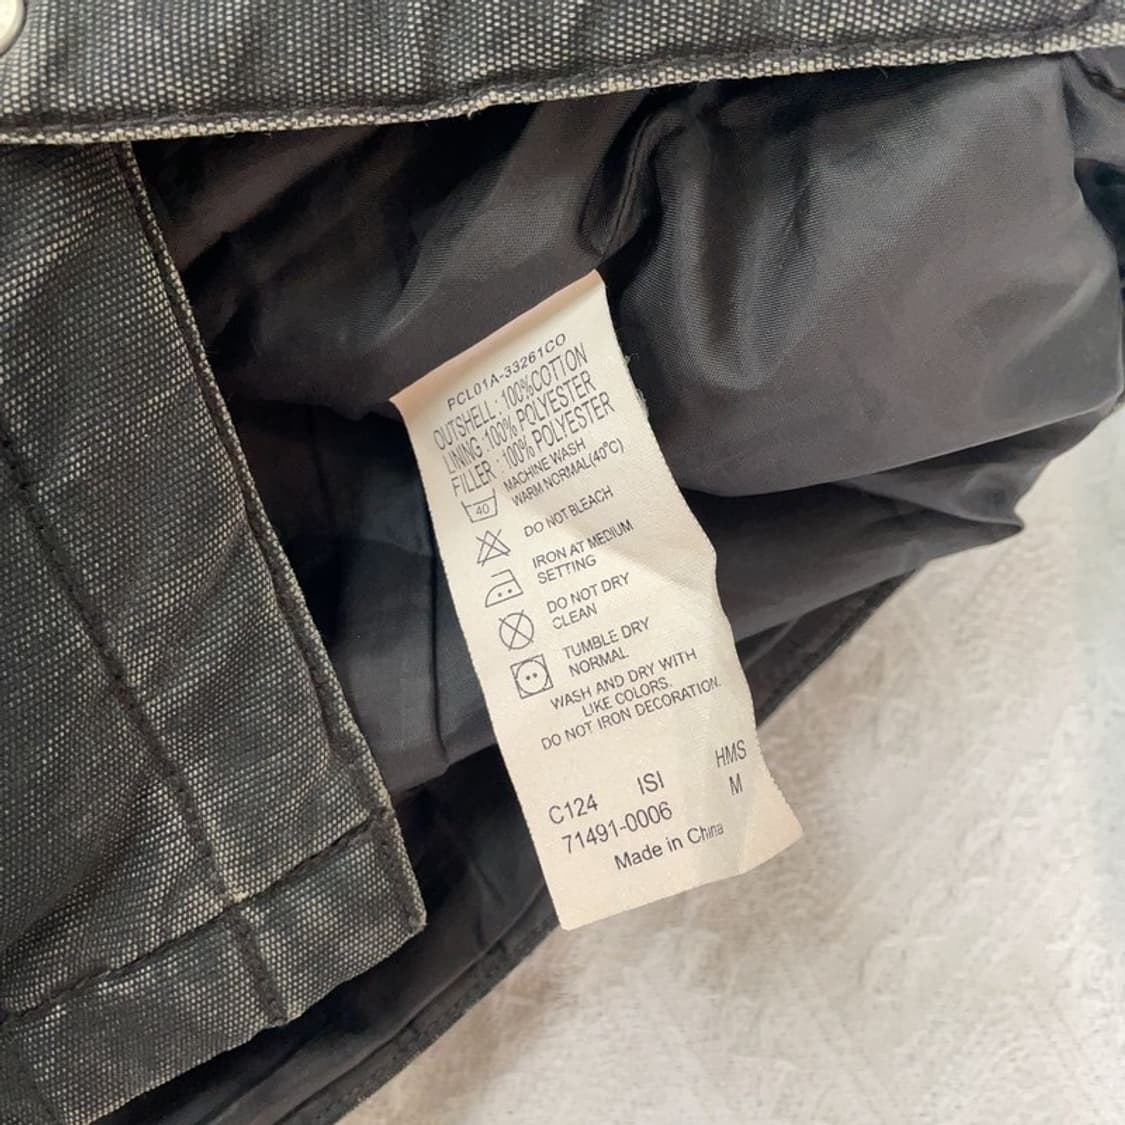 PCL01A-33261CO
OUTSHELL: 100%COTTON
LINING :100% POLYESTER
FILLER : 100% POLYESTER
40 MACHINE WASH
WARM NORMAL(40°C)
DO NOT BLEACH
IRON AT MEDIUM
SETTING
DO NOT DRY
CLEAN
TUMBLE DRY
NORMAL
WASH AND DRY WITH
LIKE COLORS.
DO NOT IRON DECORATION.
HMS
C124 ISI M
71491-0006
Made in China